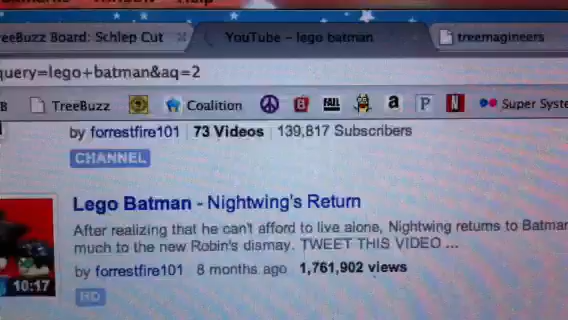 reeBuzz Board: Schlep Cut
YouTube – lego batman
treemagineers
query=lego+batman&aq=2
B TreeBuzz Coalition B FAIL a P N Super Syste
by forrestfire101 73 Videos 139,817 Subscribers
CHANNEL
Lego Batman - Nightwing's Return
After realizing that he can't afford to live alone, Nightwing returns to Batmar
much to the new Robin's dismay. TWEET THIS VIDEO ...
by forrestfire101 8 months ago 1,761,902 views
10:17
HD